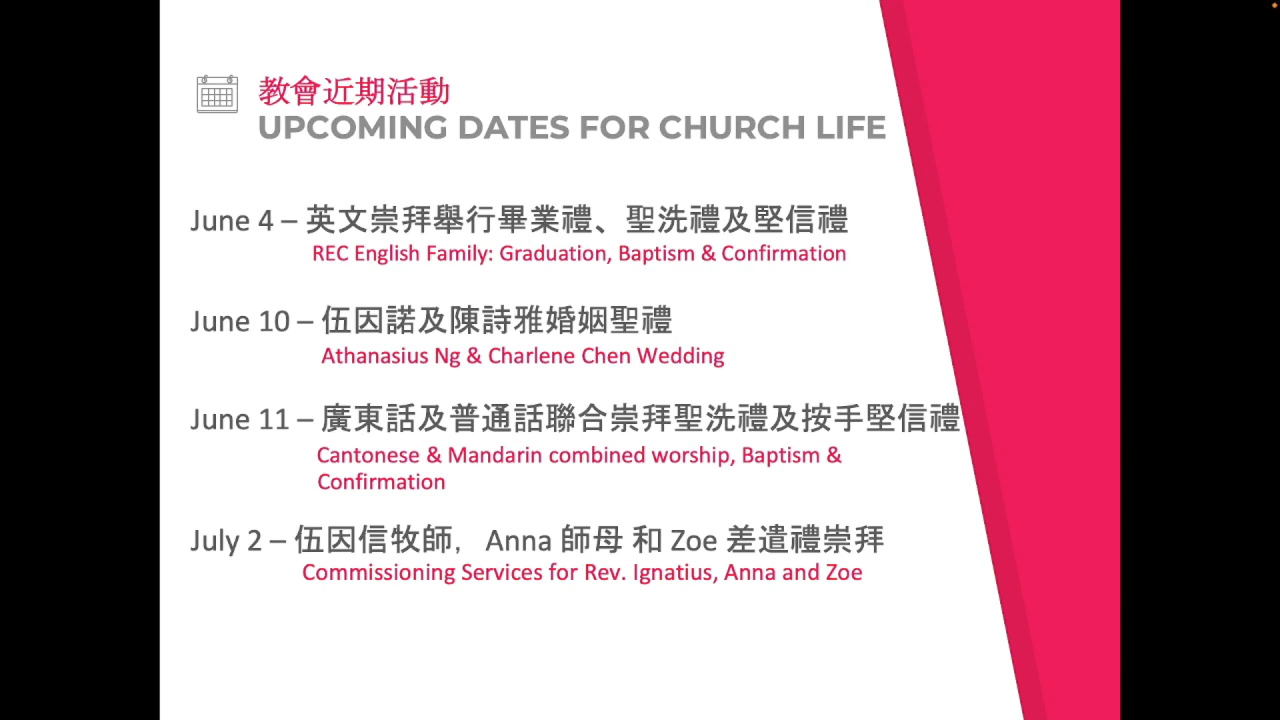 教會近期活動
UPCOMING DATES FOR CHURCH LIFE
June 4 – 英文崇拜舉行畢業禮、聖洗禮及堅信禮
REC English Family: Graduation, Baptism & Confirmation
June 10 – 伍因諾及陳詩雅婚姻聖禮
Athanasius Ng & Charlene Chen Wedding
June 11 – 廣東話及普通話聯合崇拜聖洗禮及按手堅信禮
Cantonese & Mandarin combined worship, Baptism &
Confirmation
July 2 – 伍因信牧師，Anna 師母 和 Zoe 差遣禮崇拜
Commissioning Services for Rev. Ignatius, Anna and Zoe